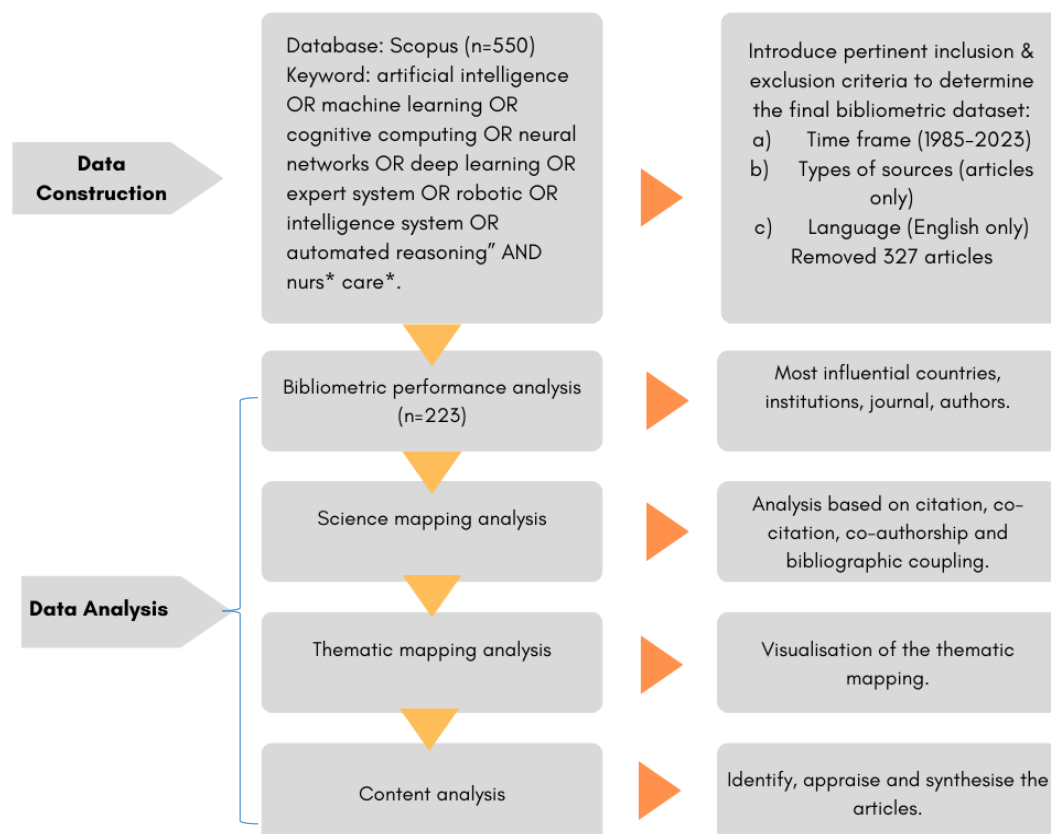 Data
Construction
Database: Scopus (n=550)
Keyword: artificial intelligence
OR machine learning OR
cognitive computing OR neural
networks OR deep learning OR
expert system OR robotic OR
intelligence system OR
automated reasoning” AND
nurs* care*.
Introduce pertinent inclusion &
exclusion criteria to determine
the final bibliometric dataset:
a) Time frame (1985-2023)
b) Types of sources (articles
only)
c) Language (English only)
Removed 327 articles
Data Analysis
Bibliometric performance analysis
(n=223)
Most influential countries,
institutions, journal, authors.
Science mapping analysis
Analysis based on citation, co-
citation, co-authorship and
bibliographic coupling.
Thematic mapping analysis
Visualisation of the thematic
mapping.
Content analysis
Identify, appraise and synthesise the
articles.